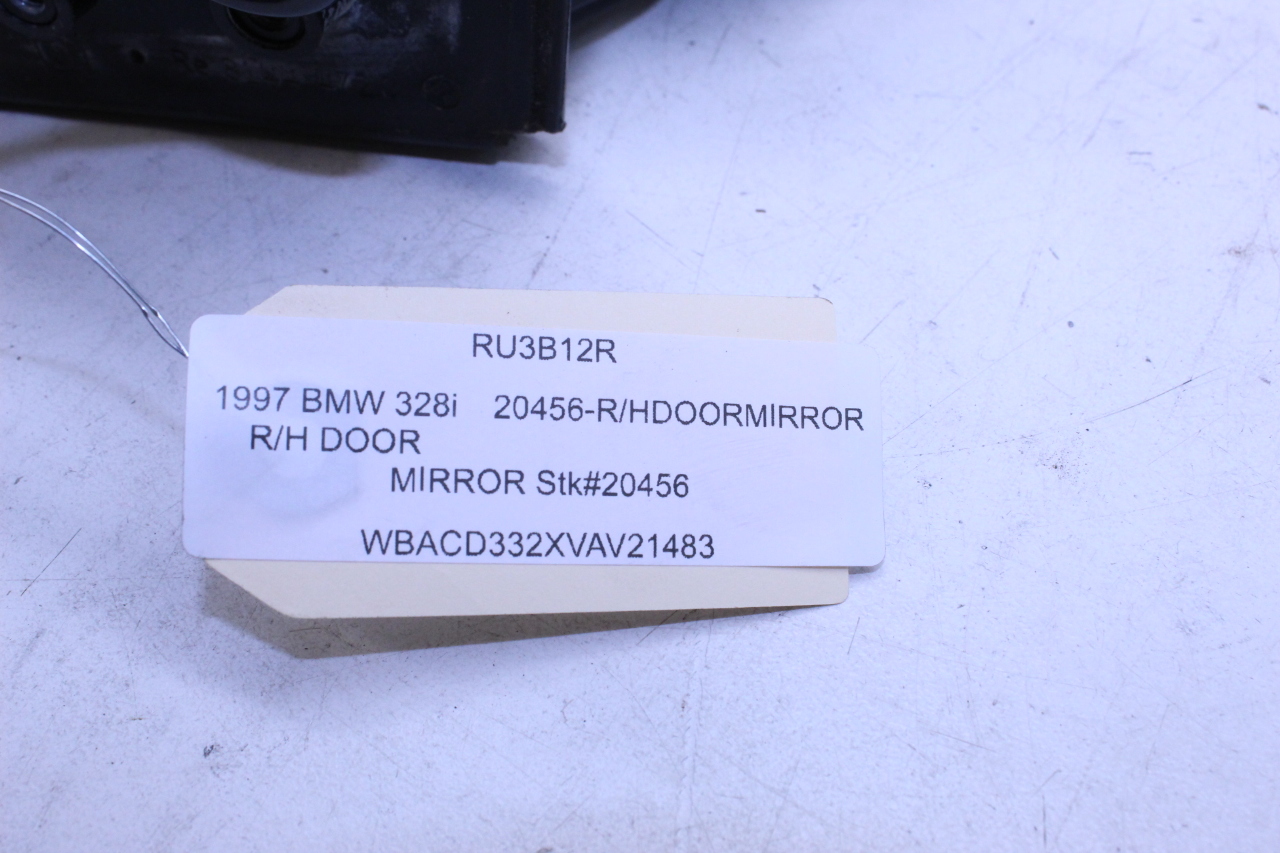 RU3B12R
1997 BMW 328i 20456-R/HDOORMIRROR
R/H DOOR
MIRROR Stk#20456
WBACD332XVAV21483